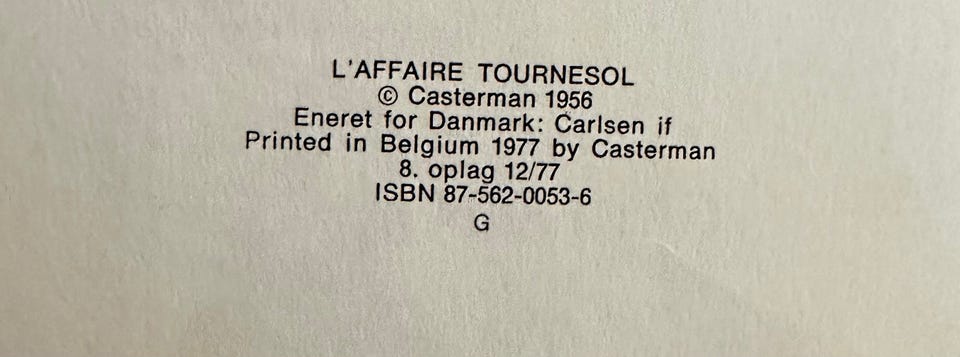 L'AFFAIRE TOURNESOL
© Casterman 1956
Eneret for Danmark: Carlsen if
Printed in Belgium 1977 by Casterman
8. oplag 12/77
ISBN 87-562-0053-6
G